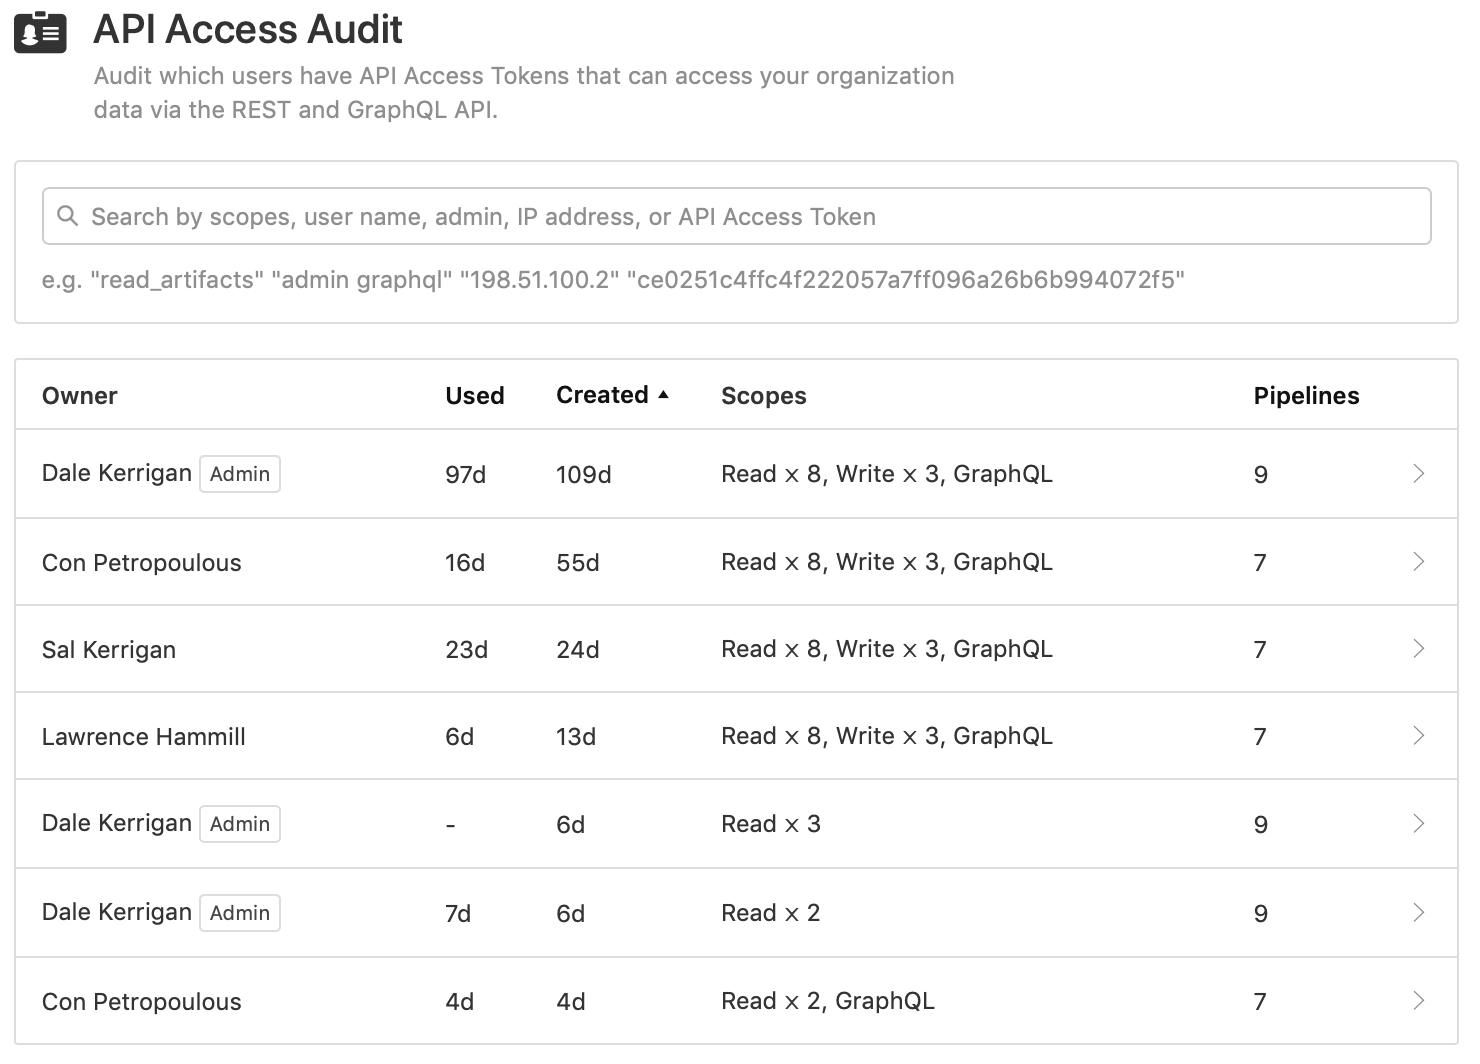 API Access Audit
Audit which users have API Access Tokens that can access your organization
data via the REST and GraphQL API.
Search by scopes, user name, admin, IP address, or API Access Token
e.g. "read_artifacts" "admin graphql" "198.51.100.2" "ce0251c4ffc4f222057a7ff096a26b6b994072f5"
Owner Used Created ▲ Scopes Pipelines
Dale Kerrigan Admin 97d 109d Read x 8, Write x 3, GraphQL 9
Con Petropoulous 16d 55d Read x 8, Write x 3, GraphQL 7
Sal Kerrigan 23d 24d Read x 8, Write x 3, GraphQL 7
Lawrence Hammill 6d 13d Read x 8, Write x 3, GraphQL 7
Dale Kerrigan Admin - 6d Read x 3 9
Dale Kerrigan Admin 7d 6d Read x 2 9
Con Petropoulous 4d 4d Read x 2, GraphQL 7